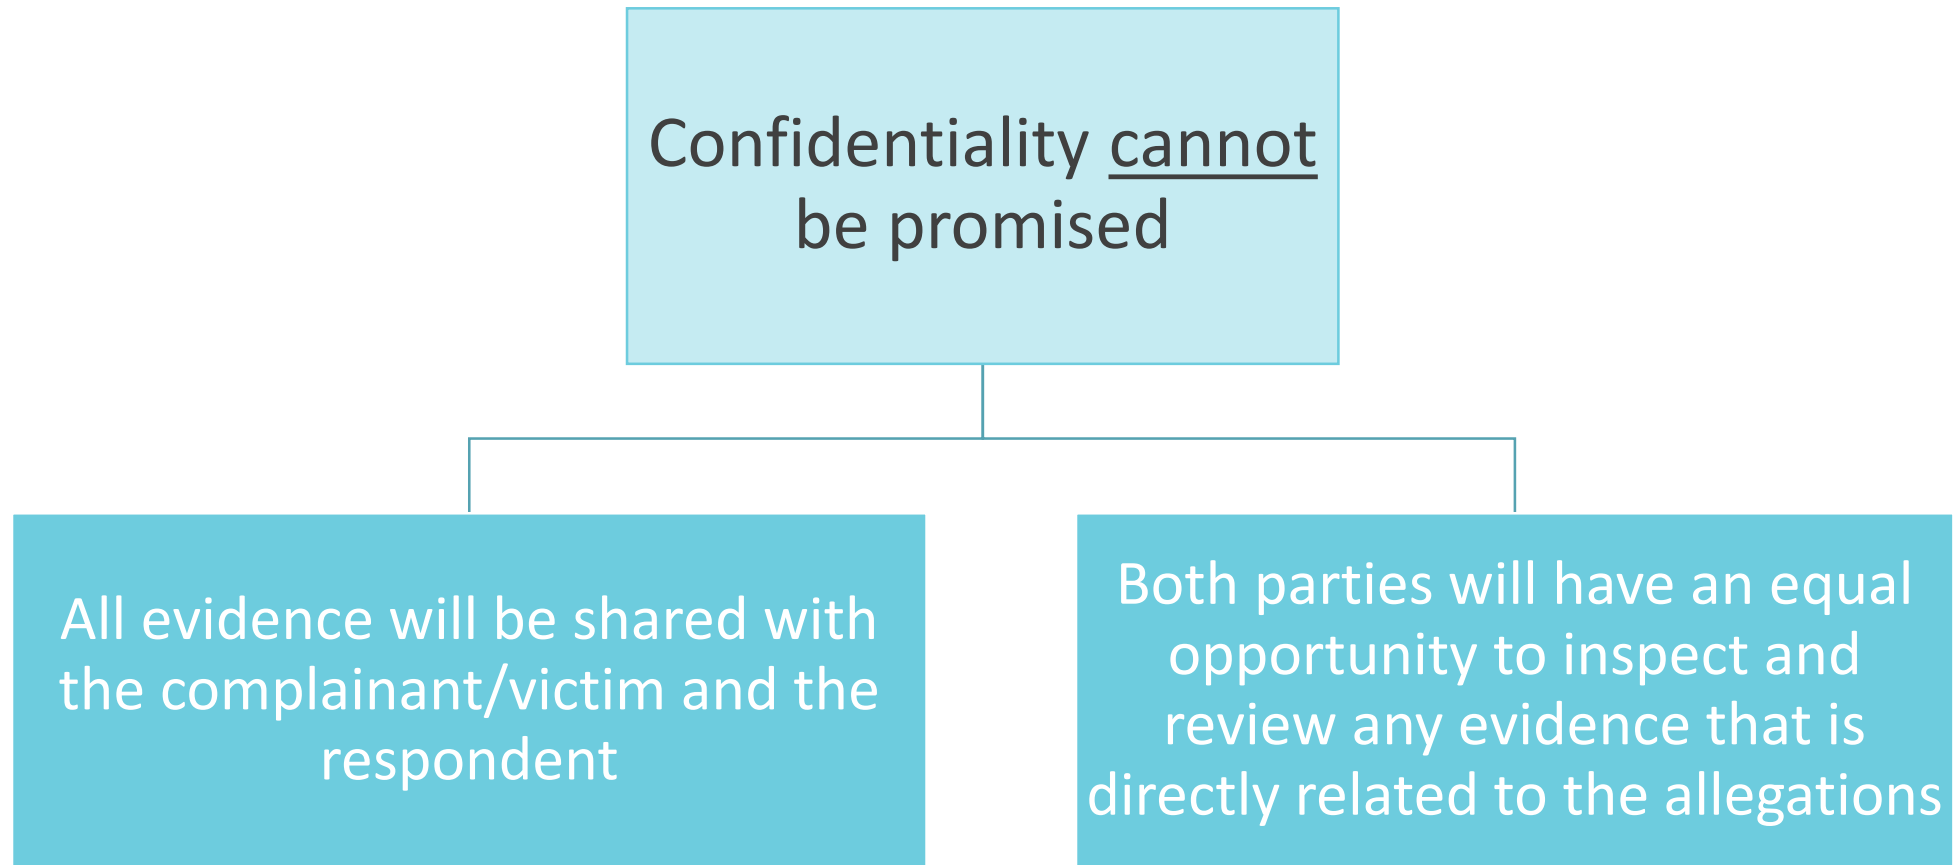 Confidentiality cannot
be promised
All evidence will be shared with
the complainant/victim and the
respondent
Both parties will have an equal
opportunity to inspect and
review any evidence that is
directly related to the allegations